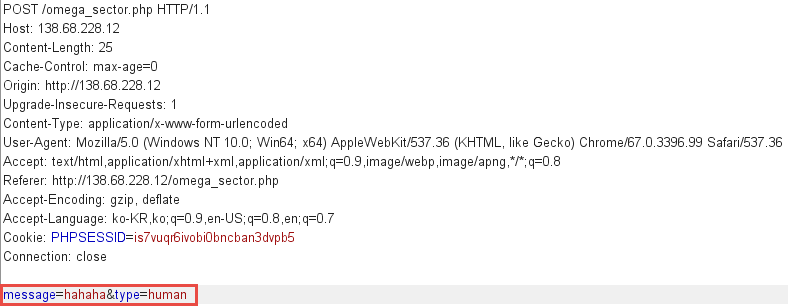 POST /omega_sector.php HTTP/1.1
Host: 138.68.228.12
Content-Length: 25
Cache-Control: max-age=0
Origin: http://138.68.228.12
Upgrade-Insecure-Requests: 1
Content-Type: application/x-www-form-urlencoded
User-Agent: Mozilla/5.0 (Windows NT 10.0; Win64; x64) AppleWebKit/537.36 (KHTML, like Gecko) Chrome/67.0.3396.99 Safari/537.36
Accept: text/html,application/xhtml+xml,application/xml;q=0.9,image/webp,image/apng,*/*;q=0.8
Referer: http://138.68.228.12/omega_sector.php
Accept-Encoding: gzip, deflate
Accept-Language: ko-KR,ko;q=0.9,en-US;q=0.8,en;q=0.7
Cookie: PHPSESSID=is7vuqr6ivobi0bncban3dvpb5
Connection: close
message=hahaha&type=human